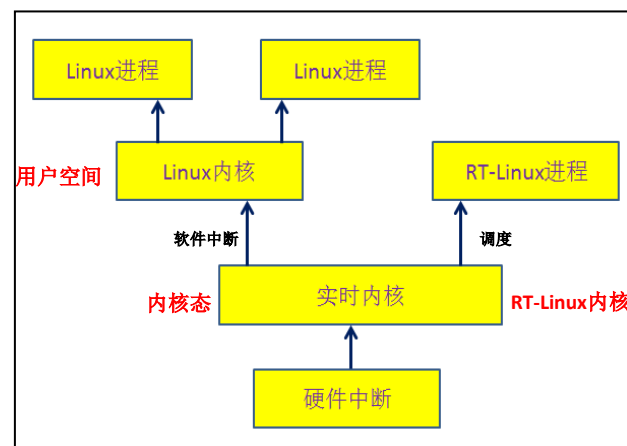 Linux进程
Linux进程
用户空间
Linux内核
RT-Linux进程
软件中断
调度
内核态
实时内核
RT-Linux内核
硬件中断